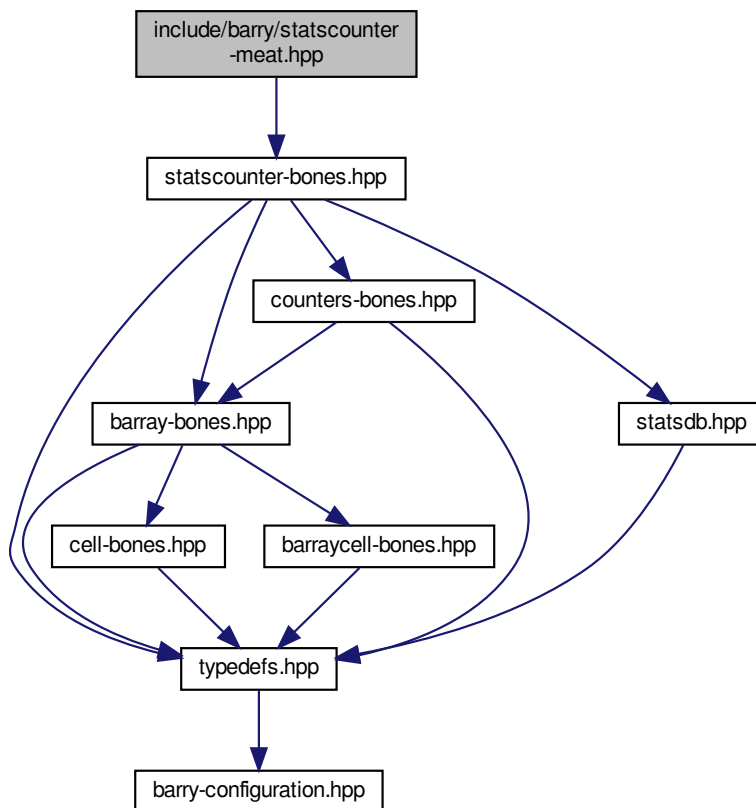 include/barry/statscounter
-meat.hpp
statscounter-bones.hpp
counters-bones.hpp
barray-bones.hpp
statsdb.hpp
cell-bones.hpp
barraycell-bones.hpp
typedefs.hpp
barry-configuration.hpp